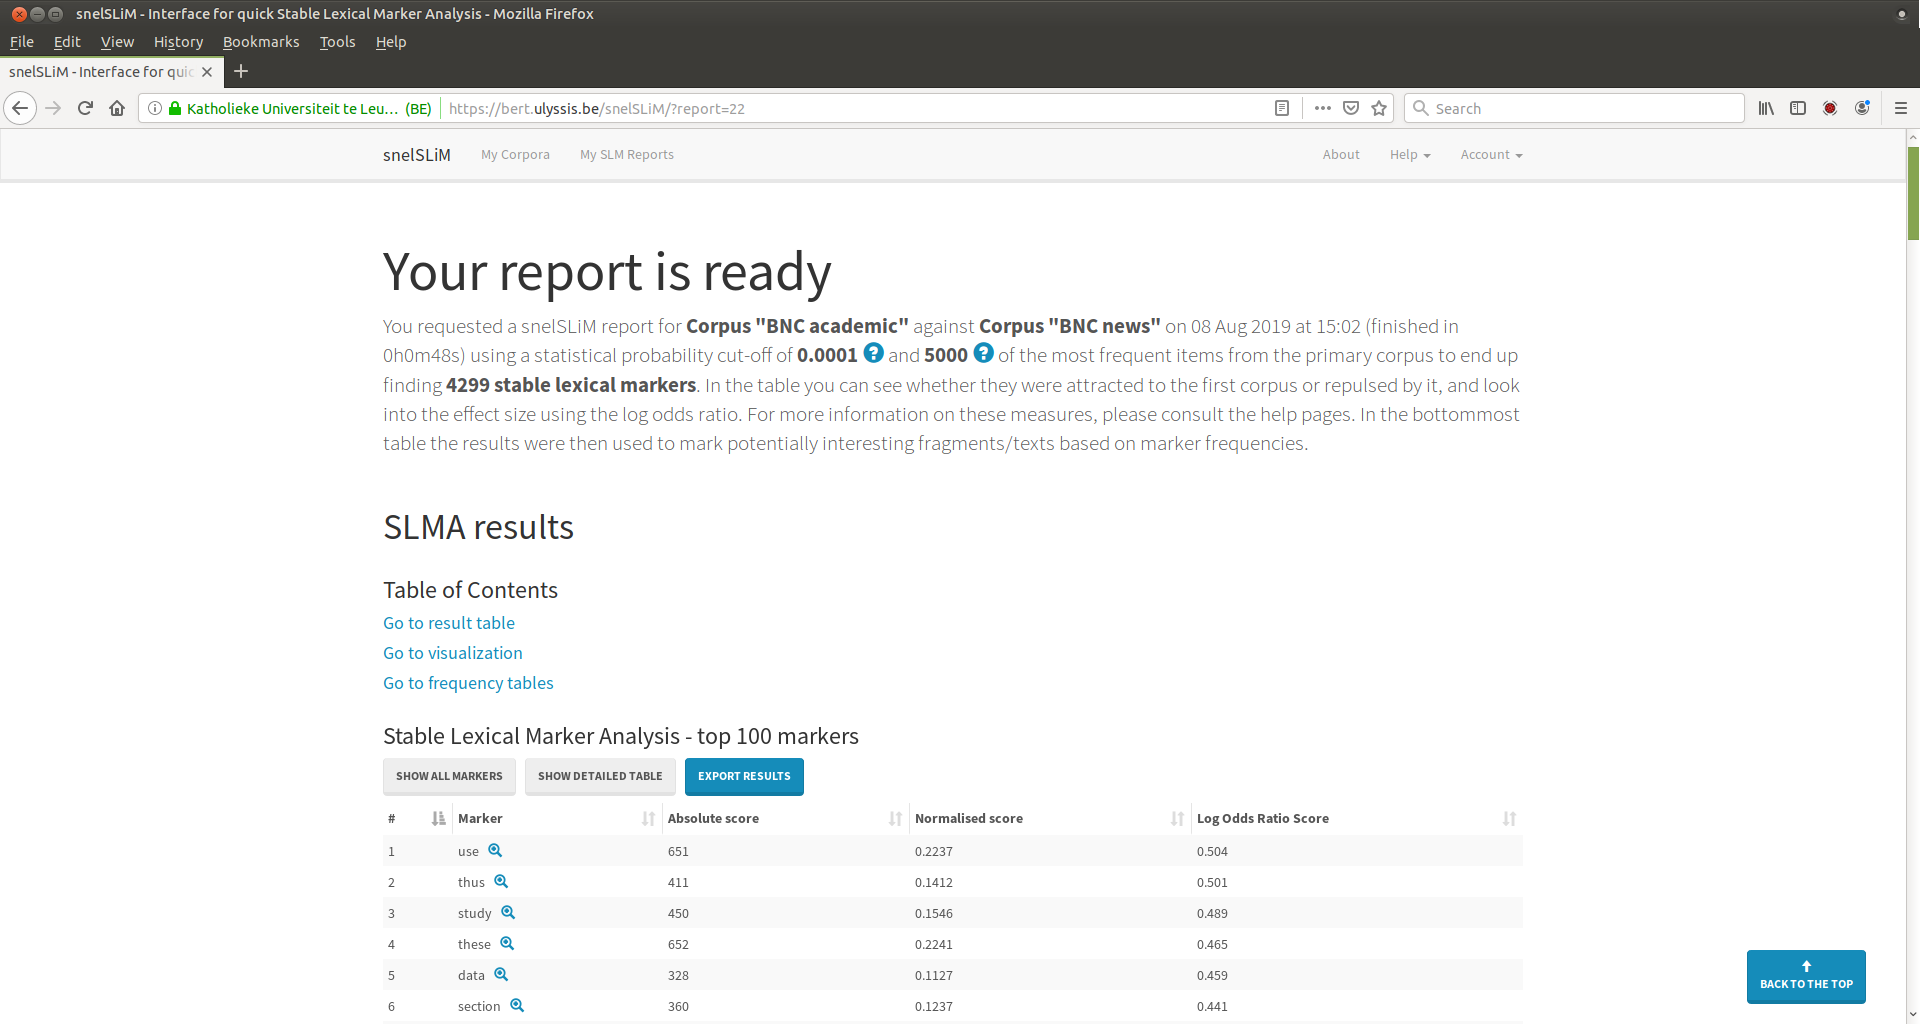 snelSLiM - Interface for quick Stable Lexical Marker Analysis - Mozilla Firefox
File Edit View History Bookmarks Tools Help
snelSLiM - Interface for quic
Katholieke Universiteit te Leu... (BE) https://bert.ulyssis.be/snelSLiM/?report=22 Search
snelSLiM My Corpora My SLM Reports About Help Account
Your report is ready
You requested a snelSLiM report for Corpus "BNC academic" against Corpus "BNC news" on 08 Aug 2019 at 15:02 (finished in
0h0m48s) using a statistical probability cut-off of 0.0001 ? and 5000 ? of the most frequent items from the primary corpus to end up
finding 4299 stable lexical markers. In the table you can see whether they were attracted to the first corpus or repulsed by it, and look
into the effect size using the log odds ratio. For more information on these measures, please consult the help pages. In the bottommost
table the results were then used to mark potentially interesting fragments/texts based on marker frequencies.
SLMA results
Table of Contents
Go to result table
Go to visualization
Go to frequency tables
Stable Lexical Marker Analysis - top 100 markers
SHOW ALL MARKERS SHOW DETAILED TABLE EXPORT RESULTS
# Marker Absolute score Normalised score Log Odds Ratio Score
1 use 651 0.2237 0.504
2 thus 411 0.1412 0.501
3 study 450 0.1546 0.489
4 these 652 0.2241 0.465
5 data 328 0.1127 0.459
6 section 360 0.1237 0.441
BACK TO THE TOP